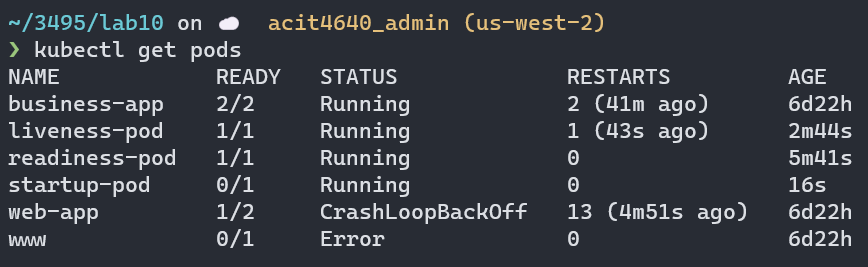 ~/3495/lab10 on ☁ acit4640_admin (us-west-2)
❯ kubectl get pods
NAME READY STATUS RESTARTS AGE
business-app 2/2 Running 2 (41m ago) 6d22h
liveness-pod 1/1 Running 1 (43s ago) 2m44s
readiness-pod 1/1 Running 0 5m41s
startup-pod 0/1 Running 0 16s
web-app 1/2 CrashLoopBackOff 13 (4m51s ago) 6d22h
www 0/1 Error 0 6d22h